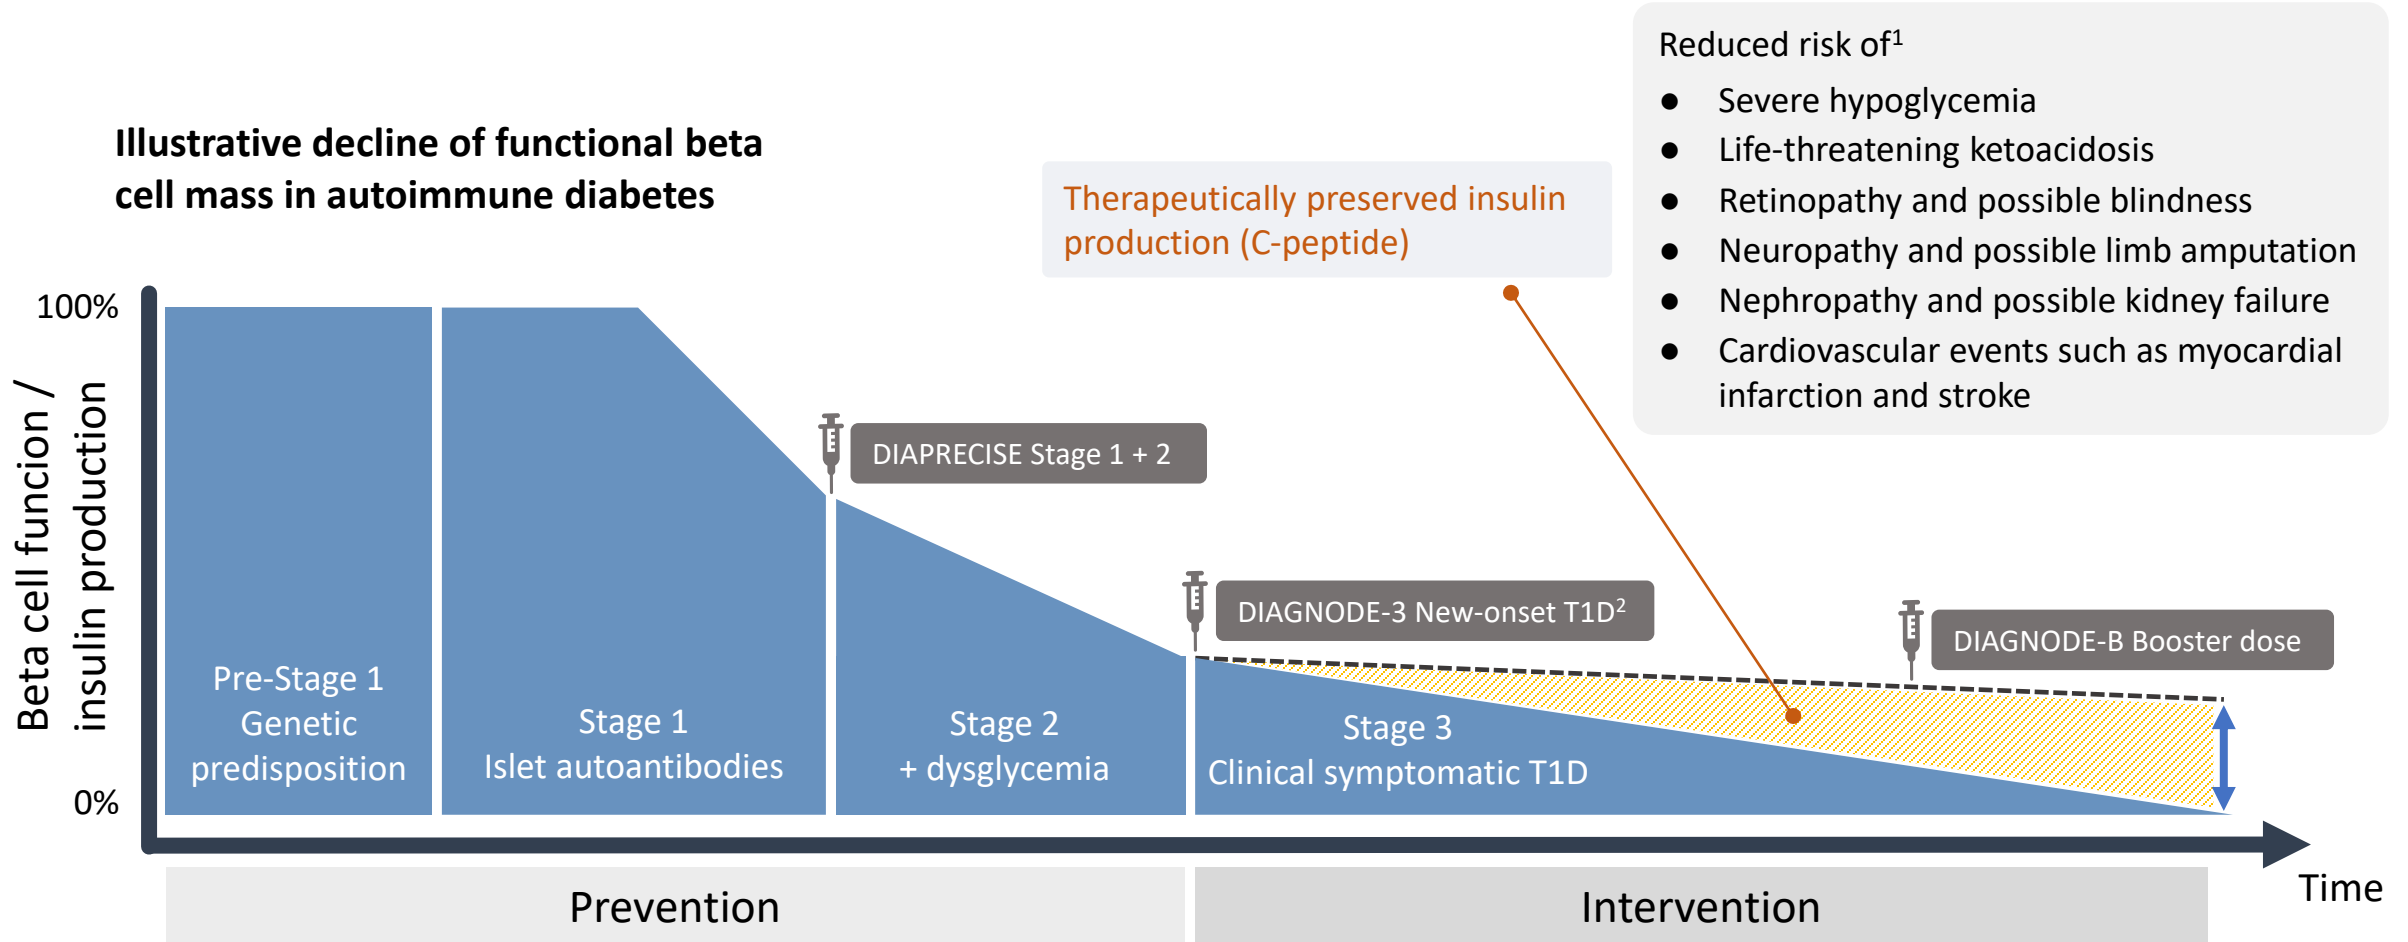 Illustrative decline of functional beta
cell mass in autoimmune diabetes
Therapeutically preserved insulin
production (C-peptide)
Reduced risk of1
● Severe hypoglycemia
● Life-threatening ketoacidosis
● Retinopathy and possible blindness
● Neuropathy and possible limb amputation
● Nephropathy and possible kidney failure
● Cardiovascular events such as myocardial
infarction and stroke
100%
0%
Beta cell funcion /
insulin production
DIAPRECISE Stage 1 + 2
DIAGNODE-3 New-onset T1D2
DIAGNODE-B Booster dose
Pre-Stage 1
Genetic
predisposition
Stage 1
Islet autoantibodies
Stage 2
+ dysglycemia
Stage 3
Clinical symptomatic T1D
Time
Prevention
Intervention